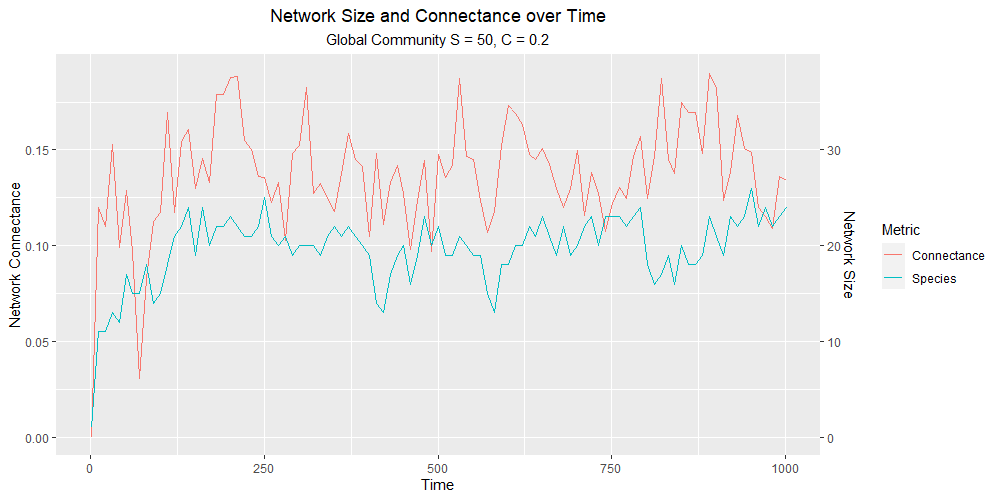 Network Size and Connectance over Time
Global Community S = 50, C = 0.2
Network Connectance
0.15
0.10
0.05
0.00
30
20
10
0
Network Size
0
250
500
750
1000
Time
Metric
Connectance
Species